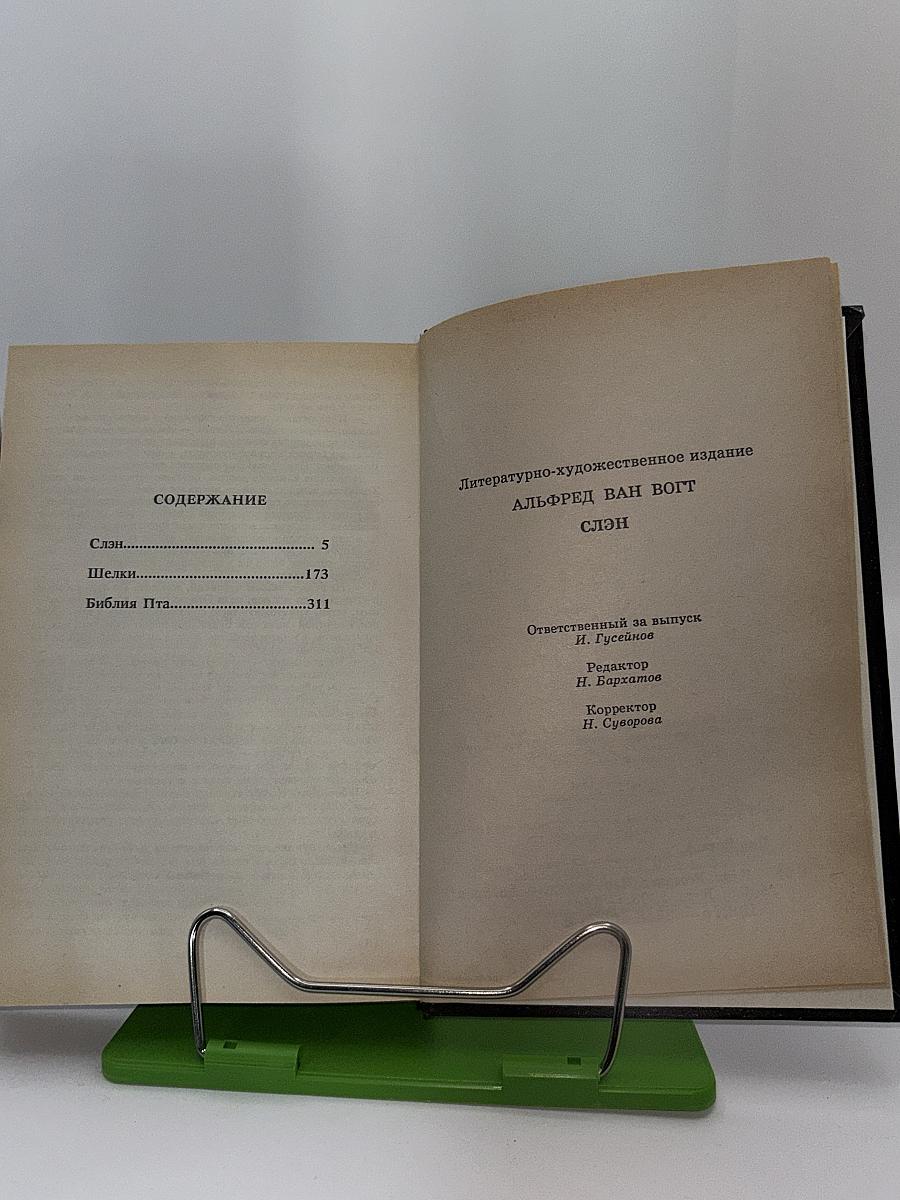 СОДЕРЖАНИЕ
Слэн................................................ 5
Шелки..........................................173
Библия Пта..................................311
Литературно-художественное издание
АЛЬФРЕД ВАН ВОГТ
СЛЭН
Ответственный за выпуск
И. Гусейнов
Редактор
Н. Бархатов
Корректор
Н. Суворова